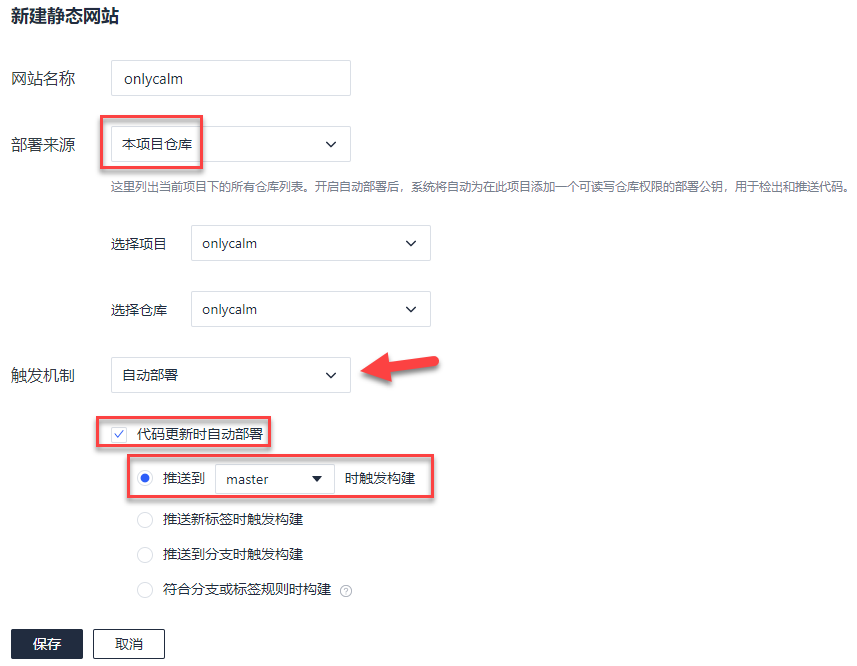 新建静态网站
网站名称 onlycalm
部署来源 本项目仓库
这里列出当前项目下的所有仓库列表。开启自动部署后，系统将自动为在此项目添加一个可读写仓库权限的部署公钥，用于检出和推送代码。
选择项目 onlycalm
选择仓库 onlycalm
触发机制 自动部署
代码更新时自动部署
推送到 master 时触发构建
推送新标签时触发构建
推送到分支时触发构建
符合分支或标签规则时构建 ?
保存 取消